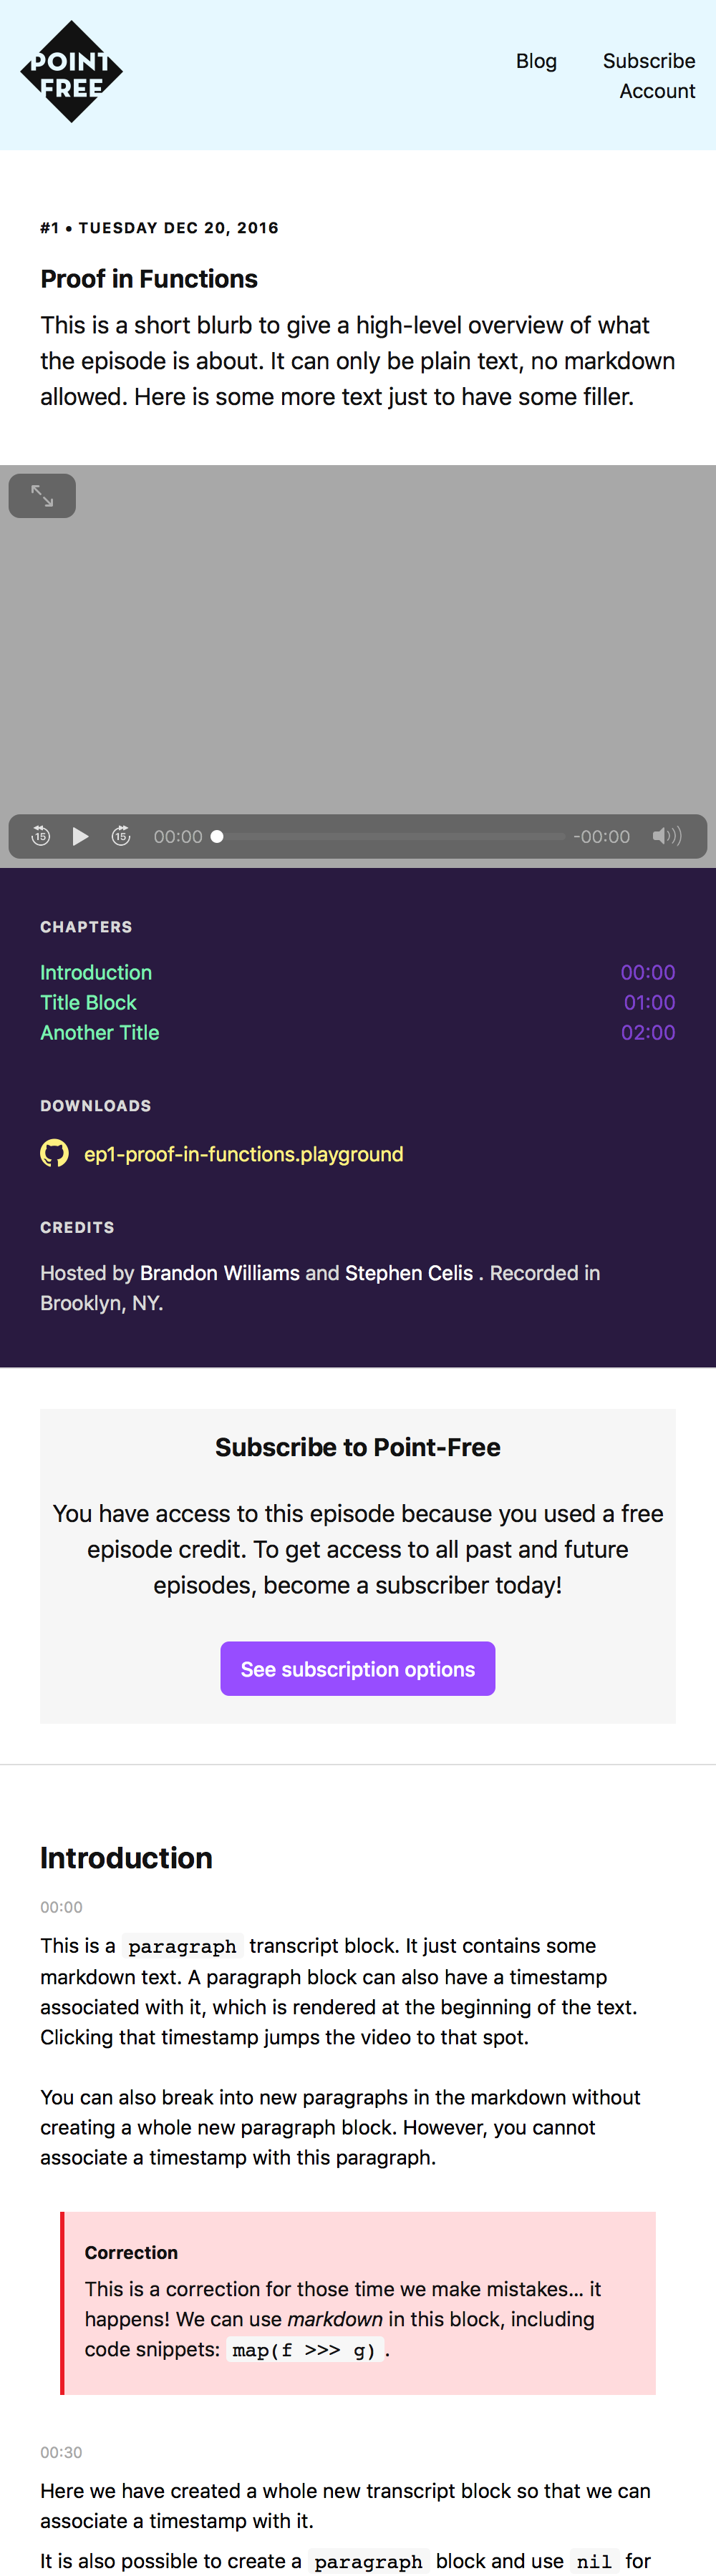 POINT
FREE
Blog Subscribe
Account
#1 • TUESDAY DEC 20, 2016
Proof in Functions
This is a short blurb to give a high-level overview of what
the episode is about. It can only be plain text, no markdown
allowed. Here is some more text just to have some filler.
15 15 00:00 -00:00
CHAPTERS
Introduction 00:00
Title Block 01:00
Another Title 02:00
DOWNLOADS
ep1-proof-in-functions.playground
CREDITS
Hosted by Brandon Williams and Stephen Celis . Recorded in
Brooklyn, NY.
Subscribe to Point-Free
You have access to this episode because you used a free
episode credit. To get access to all past and future
episodes, become a subscriber today!
See subscription options
Introduction
00:00
This is a paragraph transcript block. It just contains some
markdown text. A paragraph block can also have a timestamp
associated with it, which is rendered at the beginning of the text.
Clicking that timestamp jumps the video to that spot.
You can also break into new paragraphs in the markdown without
creating a whole new paragraph block. However, you cannot
associate a timestamp with this paragraph.
Correction
This is a correction for those time we make mistakes... it
happens! We can use markdown in this block, including
code snippets: map(f >>> g).
00:30
Here we have created a whole new transcript block so that we can
associate a timestamp with it.
It is also possible to create a paragraph block and use nil for